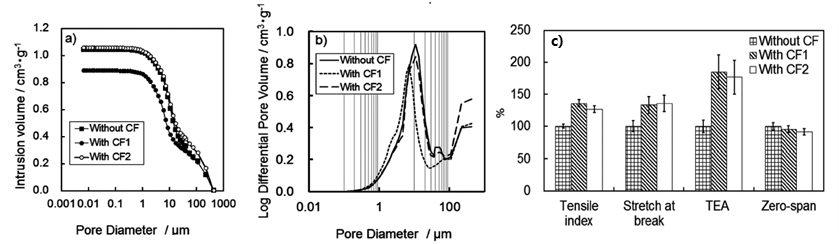 a)
Intrusion volume / cm³·g⁻¹
1.2
1.0
0.8
0.6
0.4
0.2
0.0
Without CF
With CF1
With CF2
0.001 0.1 10 1000
Pore Diameter / μm
b)
Log Differential Pore Volume / cm³·g⁻¹
1.0
0.8
0.6
0.4
0.2
0.0
Without CF
With CF1
With CF2
0.01 1 100
Pore Diameter / μm
c)
%
250
200
150
100
50
0
Without CF
With CF1
With CF2
Tensile index
Stretch at break
TEA
Zero-span